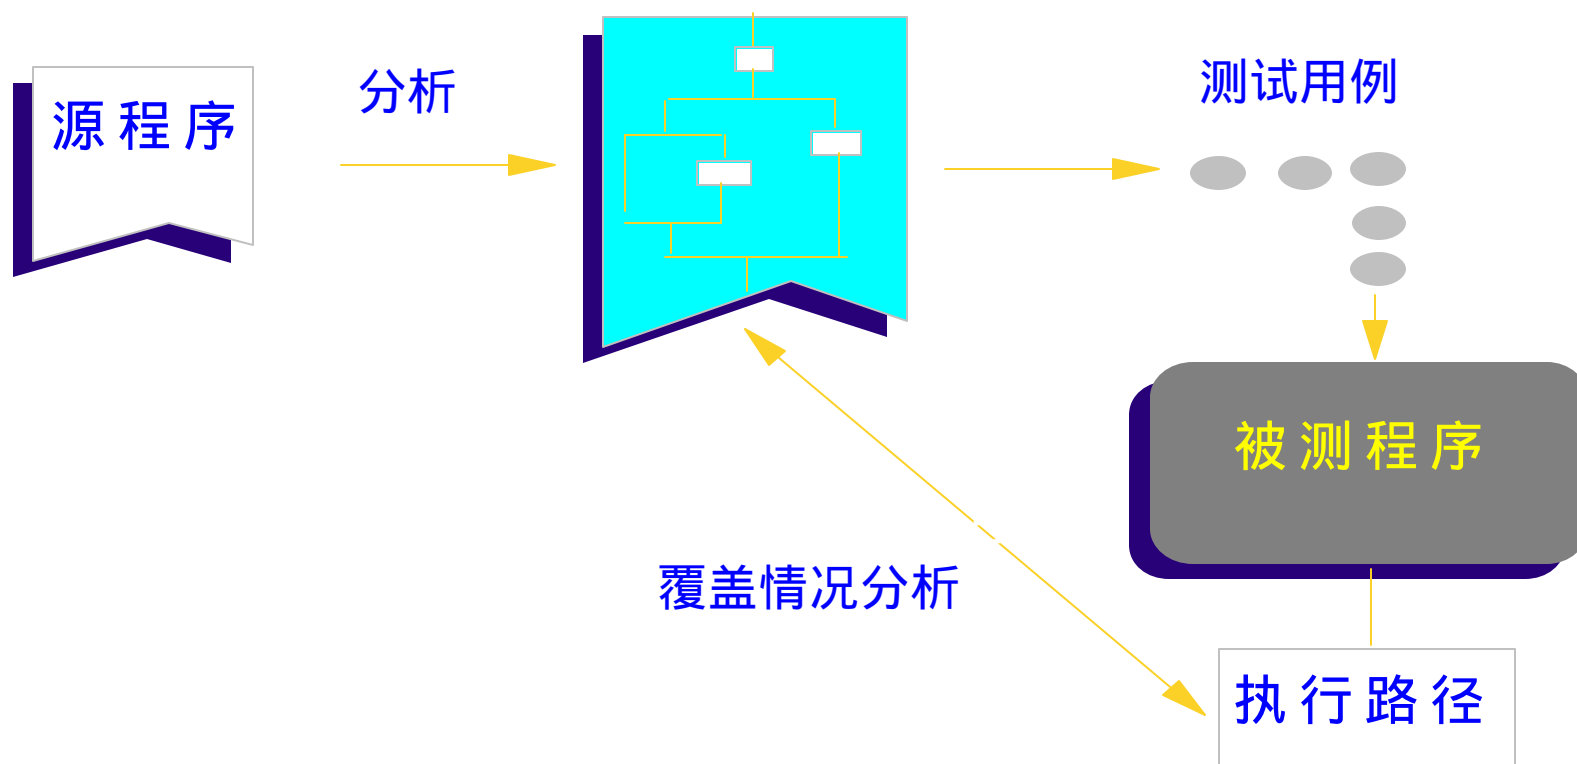 源程序
分析
测试用例
被测程序
覆盖情况分析
执行路径